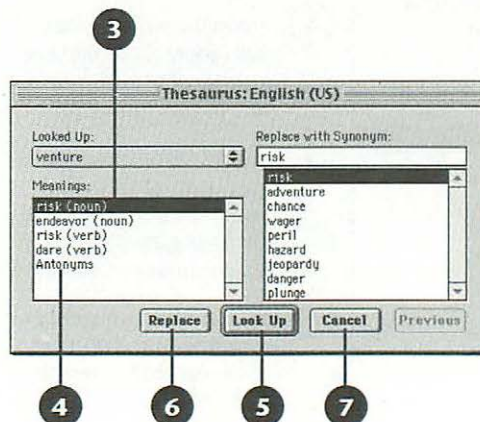 3
Thesaurus: English (US)
Looked Up:
venture
Replace with Synonym:
risk
Meanings:
risk (noun)
endeavor (noun)
risk (verb)
dare (verb)
Antonyms
risk
adventure
chance
wager
peril
hazard
jeopardy
danger
plunge
Replace
Look Up
Cancel
Previous
4
6
5
7